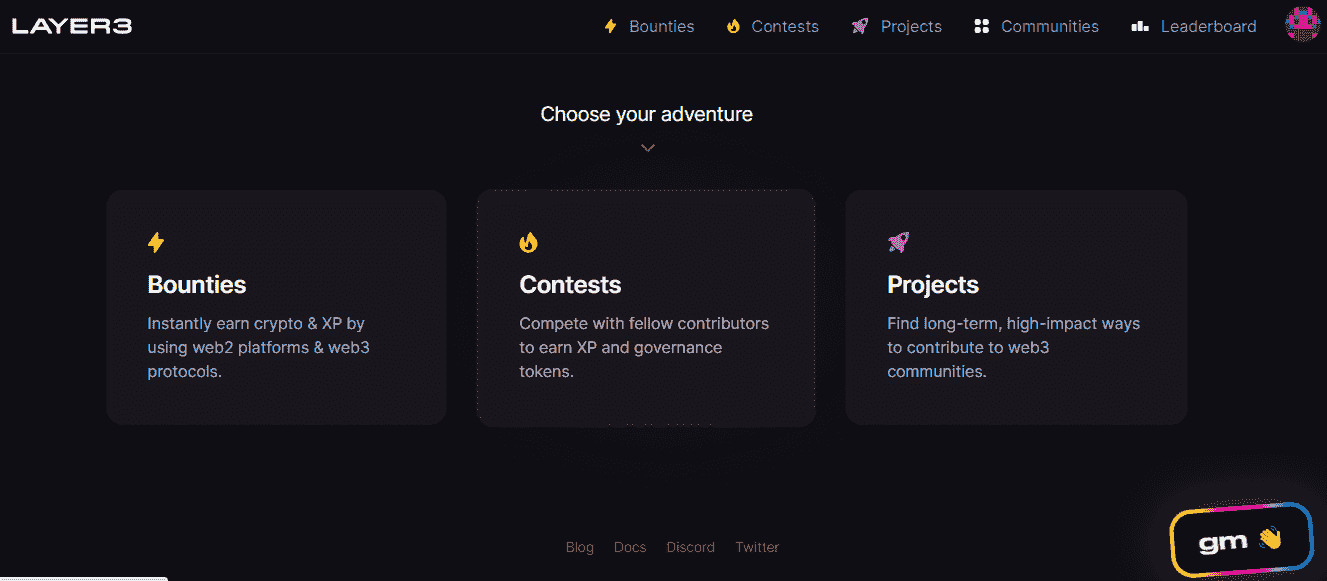 LAYER3
Bounties
Contests
Projects
Communities
Leaderboard
Choose your adventure
Bounties
Instantly earn crypto & XP by
using web2 platforms & web3
protocols.
Contests
Compete with fellow contributors
to earn XP and governance
tokens.
Projects
Find long-term, high-impact ways
to contribute to web3
communities.
Blog
Docs
Discord
Twitter
gm